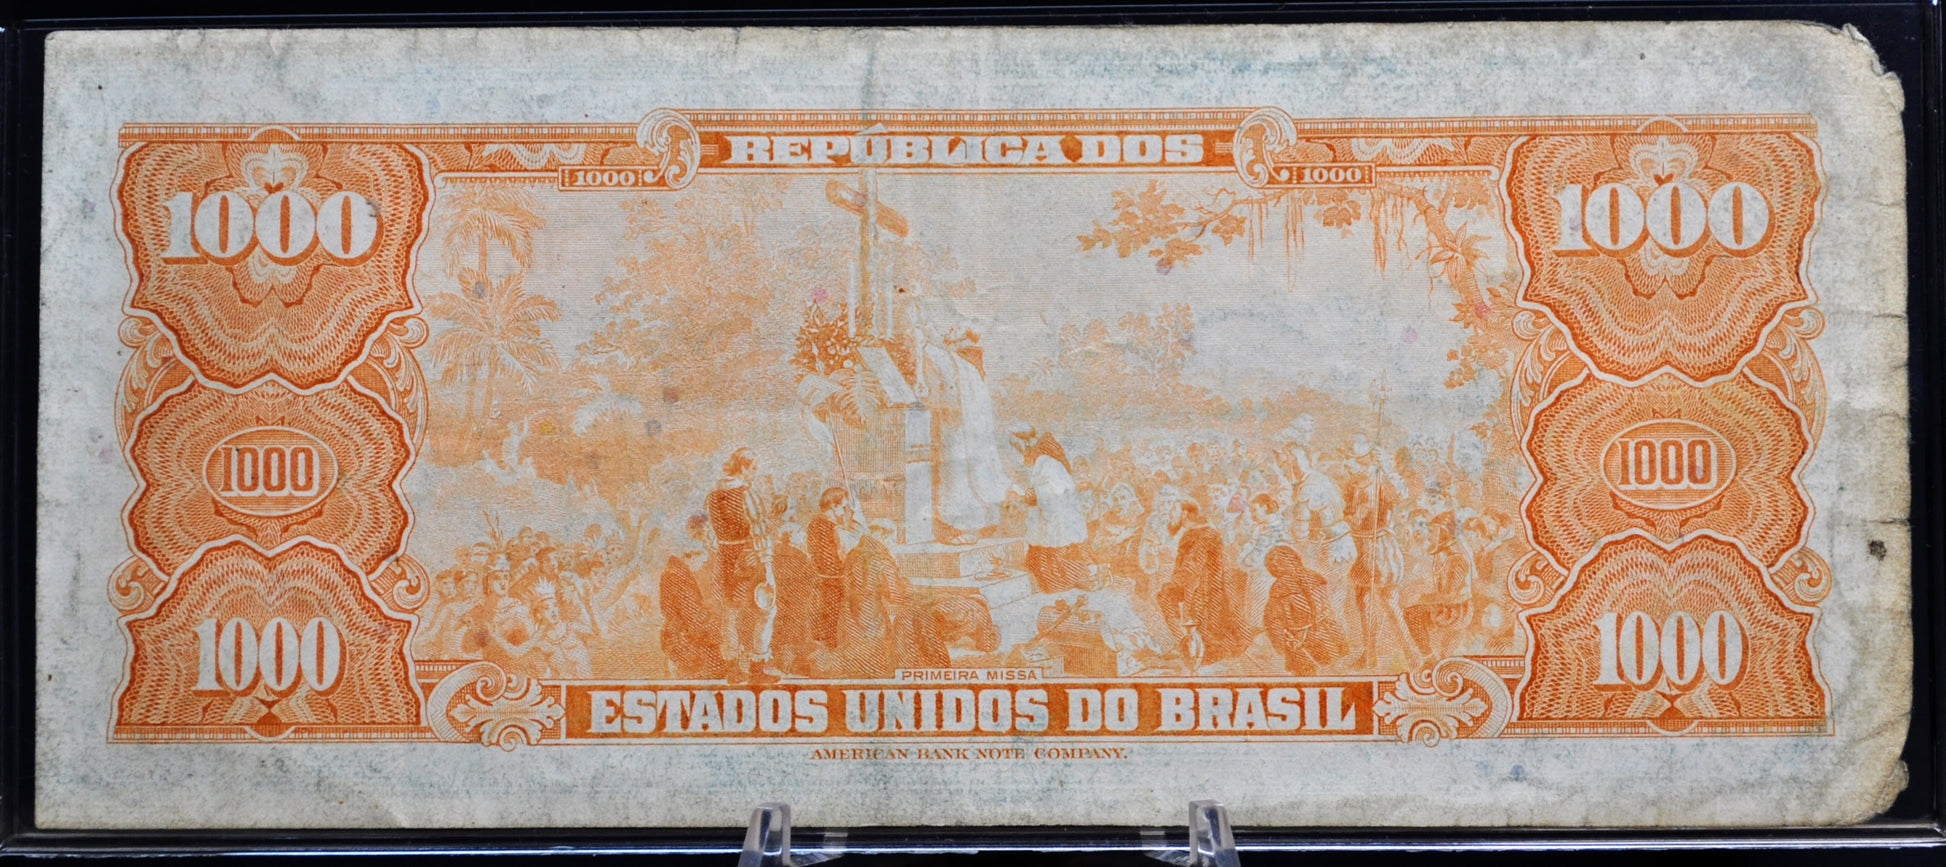 REPÚBLICA DOS
1000 1000
1000 1000
1000 1000
1000 1000
PRIMEIRA MISSA
ESTADOS UNIDOS DO BRASIL
AMERICAN BANK NOTE COMPANY.